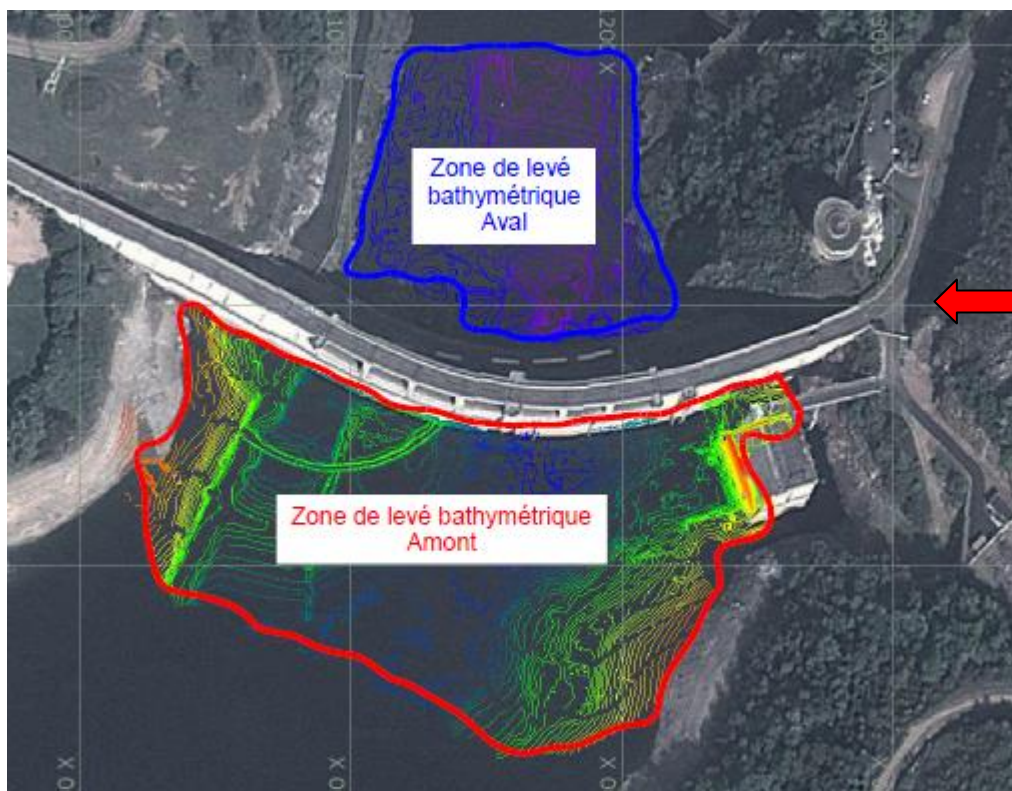 Zone de levé
bathymétrique
Aval
Zone de levé bathymétrique
Amont